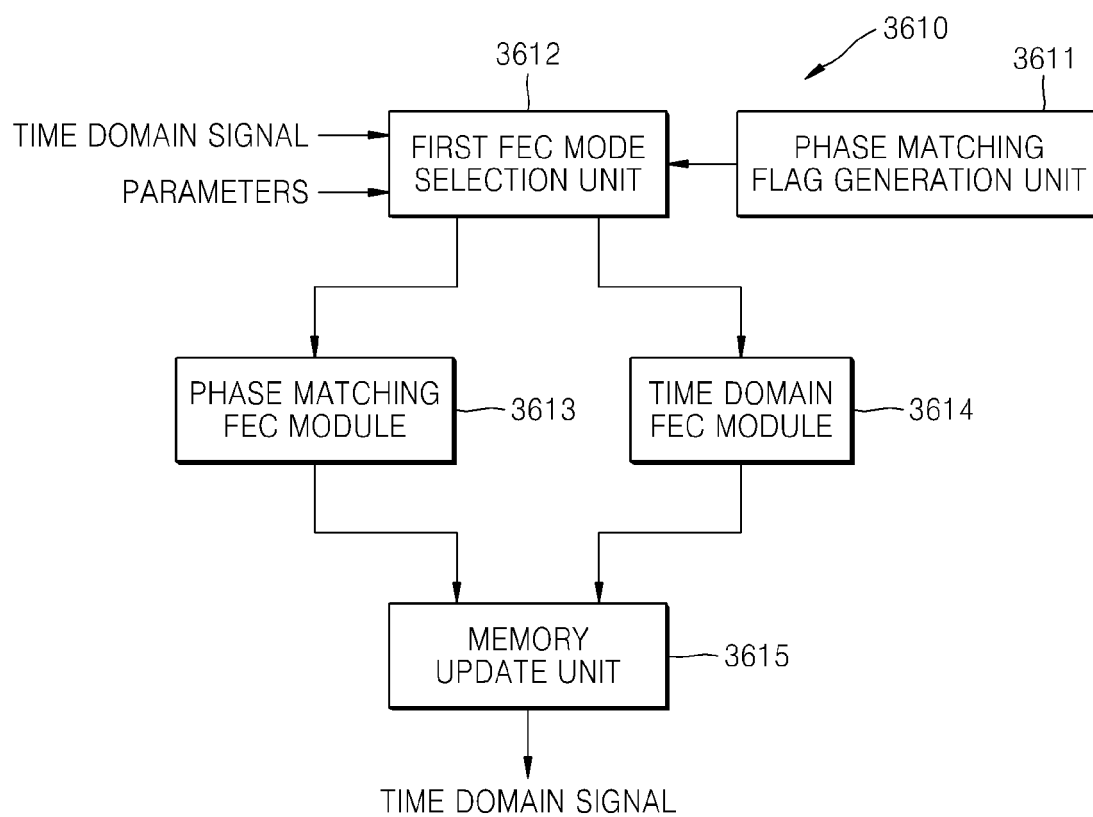 3610
3612
3611
TIME DOMAIN SIGNAL
PARAMETERS
FIRST FEC MODE
SELECTION UNIT
PHASE MATCHING
FLAG GENERATION UNIT
PHASE MATCHING
FEC MODULE
3613
TIME DOMAIN
FEC MODULE
3614
MEMORY
UPDATE UNIT
3615
TIME DOMAIN SIGNAL